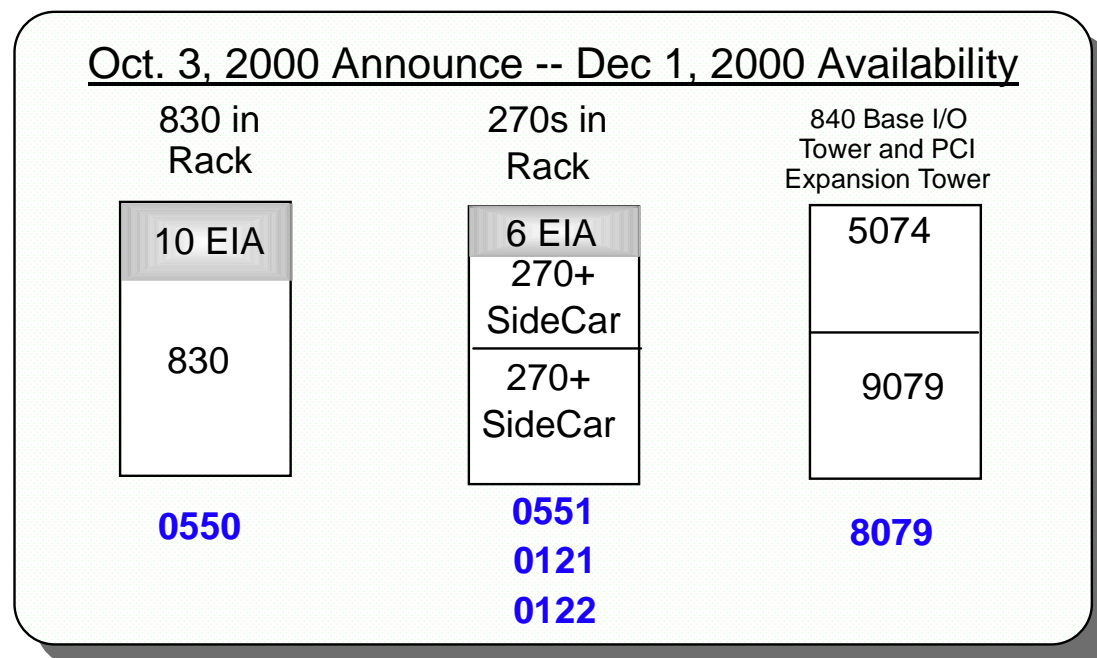 Oct. 3, 2000 Announce -- Dec 1, 2000 Availability
830 in
Rack
10 EIA
830
0550
270s in
Rack
6 EIA
270+
SideCar
270+
SideCar
0551
0121
0122
840 Base I/O
Tower and PCI
Expansion Tower
5074
9079
8079